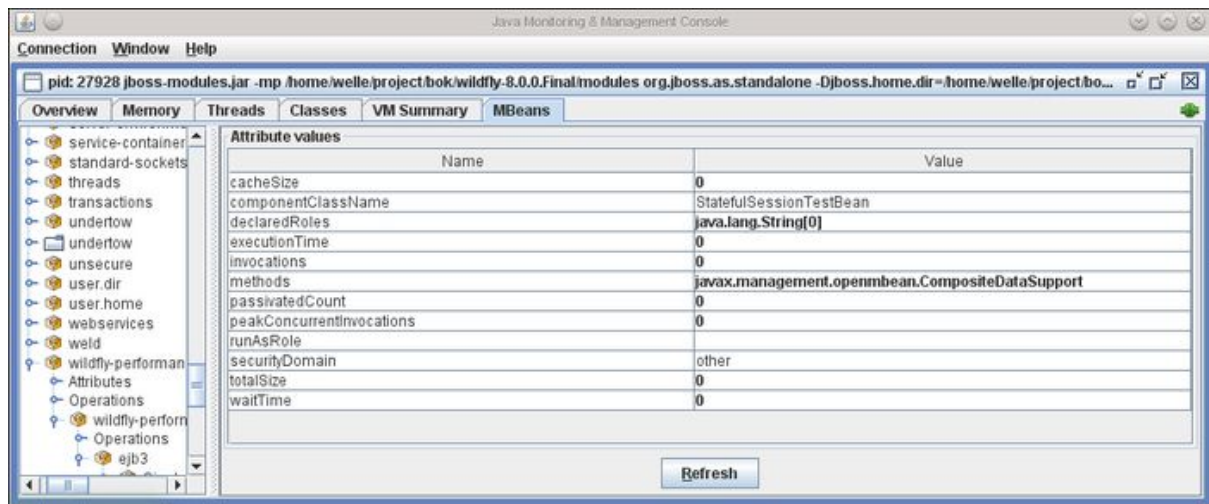 Java Monitoring & Management Console
Connection Window Help
pid: 27928 jboss-modules.jar -mp /home/welle/project/bok/wildfly-8.0.0.Final/modules org.jboss.as.standalone -Djboss.home.dir=/home/welle/project/bo...
Overview Memory Threads Classes VM Summary MBeans
service-container
standard-sockets
threads
transactions
undertow
undertow
unsecure
user.dir
user.home
webservices
weld
wildfly-performan
Attributes
Operations
wildfly-perforn
Operations
ejb3
Attribute values
Name Value
cacheSize 0
componentClassName StatefulSessionTestBean
declaredRoles java.lang.String[0]
executionTime 0
invocations 0
methods javax.management.openmbean.CompositeDataSupport
passivatedCount 0
peakConcurrentInvocations 0
runAsRole
securityDomain other
totalSize 0
waitTime 0
Refresh